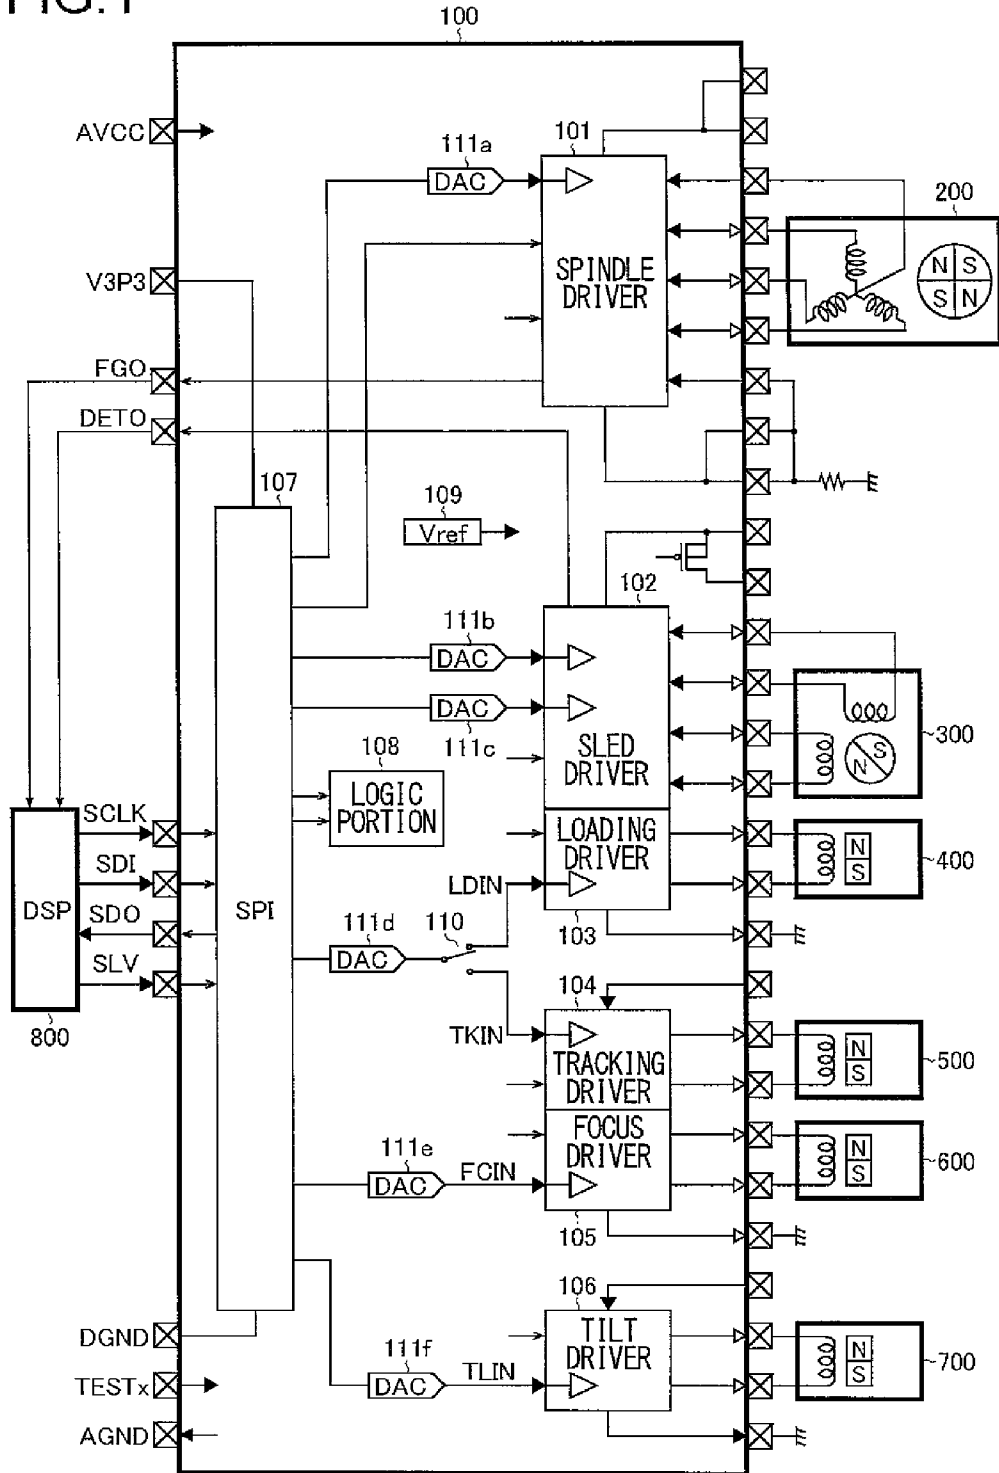 FIG.1
100
AVCC
111a
DAC
101
SPINDLE
DRIVER
200
N S
S N
V3P3
FGO
DETO
107
109
Vref
102
111b
DAC
DAC
111c
SLED
DRIVER
300
S
N
108
LOGIC
PORTION
SCLK
SDI
SDO
SLV
DSP
800
SPI
LOADING
DRIVER
LDIN
103
N
S
400
111d
DAC
110
104
TKIN
TRACKING
DRIVER
N
S
500
FOCUS
DRIVER
111e
DAC
FCIN
105
N
S
600
106
TILT
DRIVER
111f
DAC
TLIN
N
S
700
DGND
TESTx
AGND